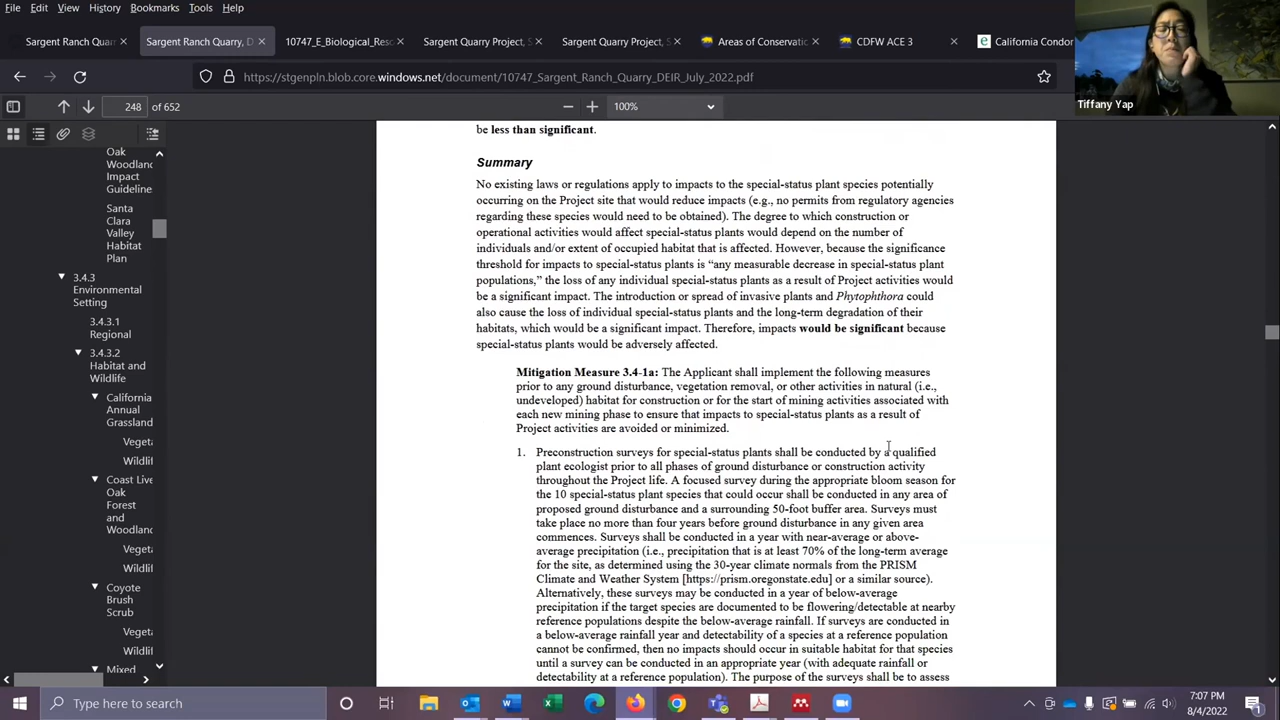 File Edit View History Bookmarks Tools Help
Sargent Ranch Quarr
Sargent Ranch Quarry, D
10747_E_Biological_Res
Sargent Quarry Project, S
Sargent Quarry Project, S
Areas of Conservatio
CDFW ACE 3
California Condor
https://stgenpln.blob.core.windows.net/document/10747_Sargent_Ranch_Quarry_DEIR_July_2022.pdf
Tiffany Yap
248 of 652
100%
Oak
Woodland
Impact
Guideline
Santa
Clara
Valley
Habitat
Plan
3.4.3
Environmental
Setting
3.4.3.1
Regional
3.4.3.2
Habitat and
Wildlife
California
Annual
Grassland
Veget
Wildlif
Coast Live
Oak
Forest
and
Woodland
Veget
Wildlif
Coyote
Brush
Scrub
Veget
Wildlif
Mixed
be less than significant.
Summary
No existing laws or regulations apply to impacts to the special-status plant species potentially
occurring on the Project site that would reduce impacts (e.g., no permits from regulatory agencies
regarding these species would need to be obtained). The degree to which construction or
operational activities would affect special-status plants would depend on the number of
individuals and/or extent of occupied habitat that is affected. However, because the significance
threshold for impacts to special-status plants is “any measurable decrease in special-status plant
populations,” the loss of any individual special-status plants as a result of Project activities would
be a significant impact. The introduction or spread of invasive plants and Phytophthora could
also cause the loss of individual special-status plants and the long-term degradation of their
habitats, which would be a significant impact. Therefore, impacts would be significant because
special-status plants would be adversely affected.
Mitigation Measure 3.4-1a: The Applicant shall implement the following measures
prior to any ground disturbance, vegetation removal, or other activities in natural (i.e.,
undeveloped) habitat for construction or for the start of mining activities associated with
each new mining phase to ensure that impacts to special-status plants as a result of
Project activities are avoided or minimized.
1. Preconstruction surveys for special-status plants shall be conducted by a qualified
plant ecologist prior to all phases of ground disturbance or construction activity
throughout the Project life. A focused survey during the appropriate bloom season for
the 10 special-status plant species that could occur shall be conducted in any area of
proposed ground disturbance and a surrounding 50-foot buffer area. Surveys must
take place no more than four years before ground disturbance in any given area
commences. Surveys shall be conducted in a year with near-average or above-
average precipitation (i.e., precipitation that is at least 70% of the long-term average
for the site, as determined using the 30-year climate normals from the PRISM
Climate and Weather System [https://prism.oregonstate.edu] or a similar source).
Alternatively, these surveys may be conducted in a year of below-average
precipitation if the target species are documented to be flowering/detectable at nearby
reference populations despite the below-average rainfall. If surveys are conducted in
a below-average rainfall year and detectability of a species at a reference population
cannot be confirmed, then no impacts should occur in suitable habitat for that species
until a survey can be conducted in an appropriate year (with adequate rainfall or
detectability at a reference population). The purpose of the surveys shall be to assess
Type here to search
7:07 PM
8/4/2022